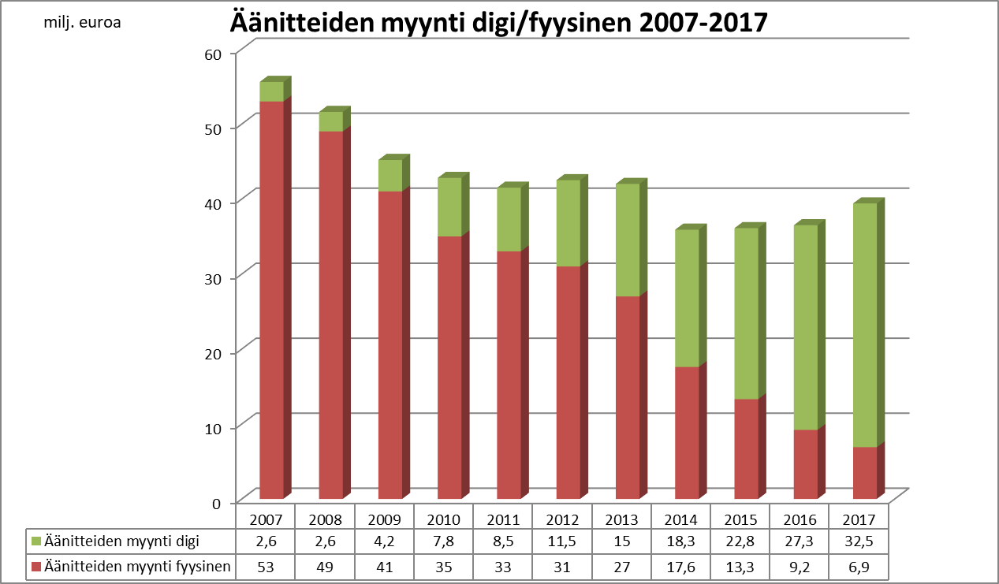 milj. euroa
Äänitteiden myynti digi/fyysinen 2007-2017
60
50
40
30
20
10
0
2007 2008 2009 2010 2011 2012 2013 2014 2015 2016 2017
Äänitteiden myynti digi 2,6 2,6 4,2 7,8 8,5 11,5 15 18,3 22,8 27,3 32,5
Äänitteiden myynti fyysinen 53 49 41 35 33 31 27 17,6 13,3 9,2 6,9